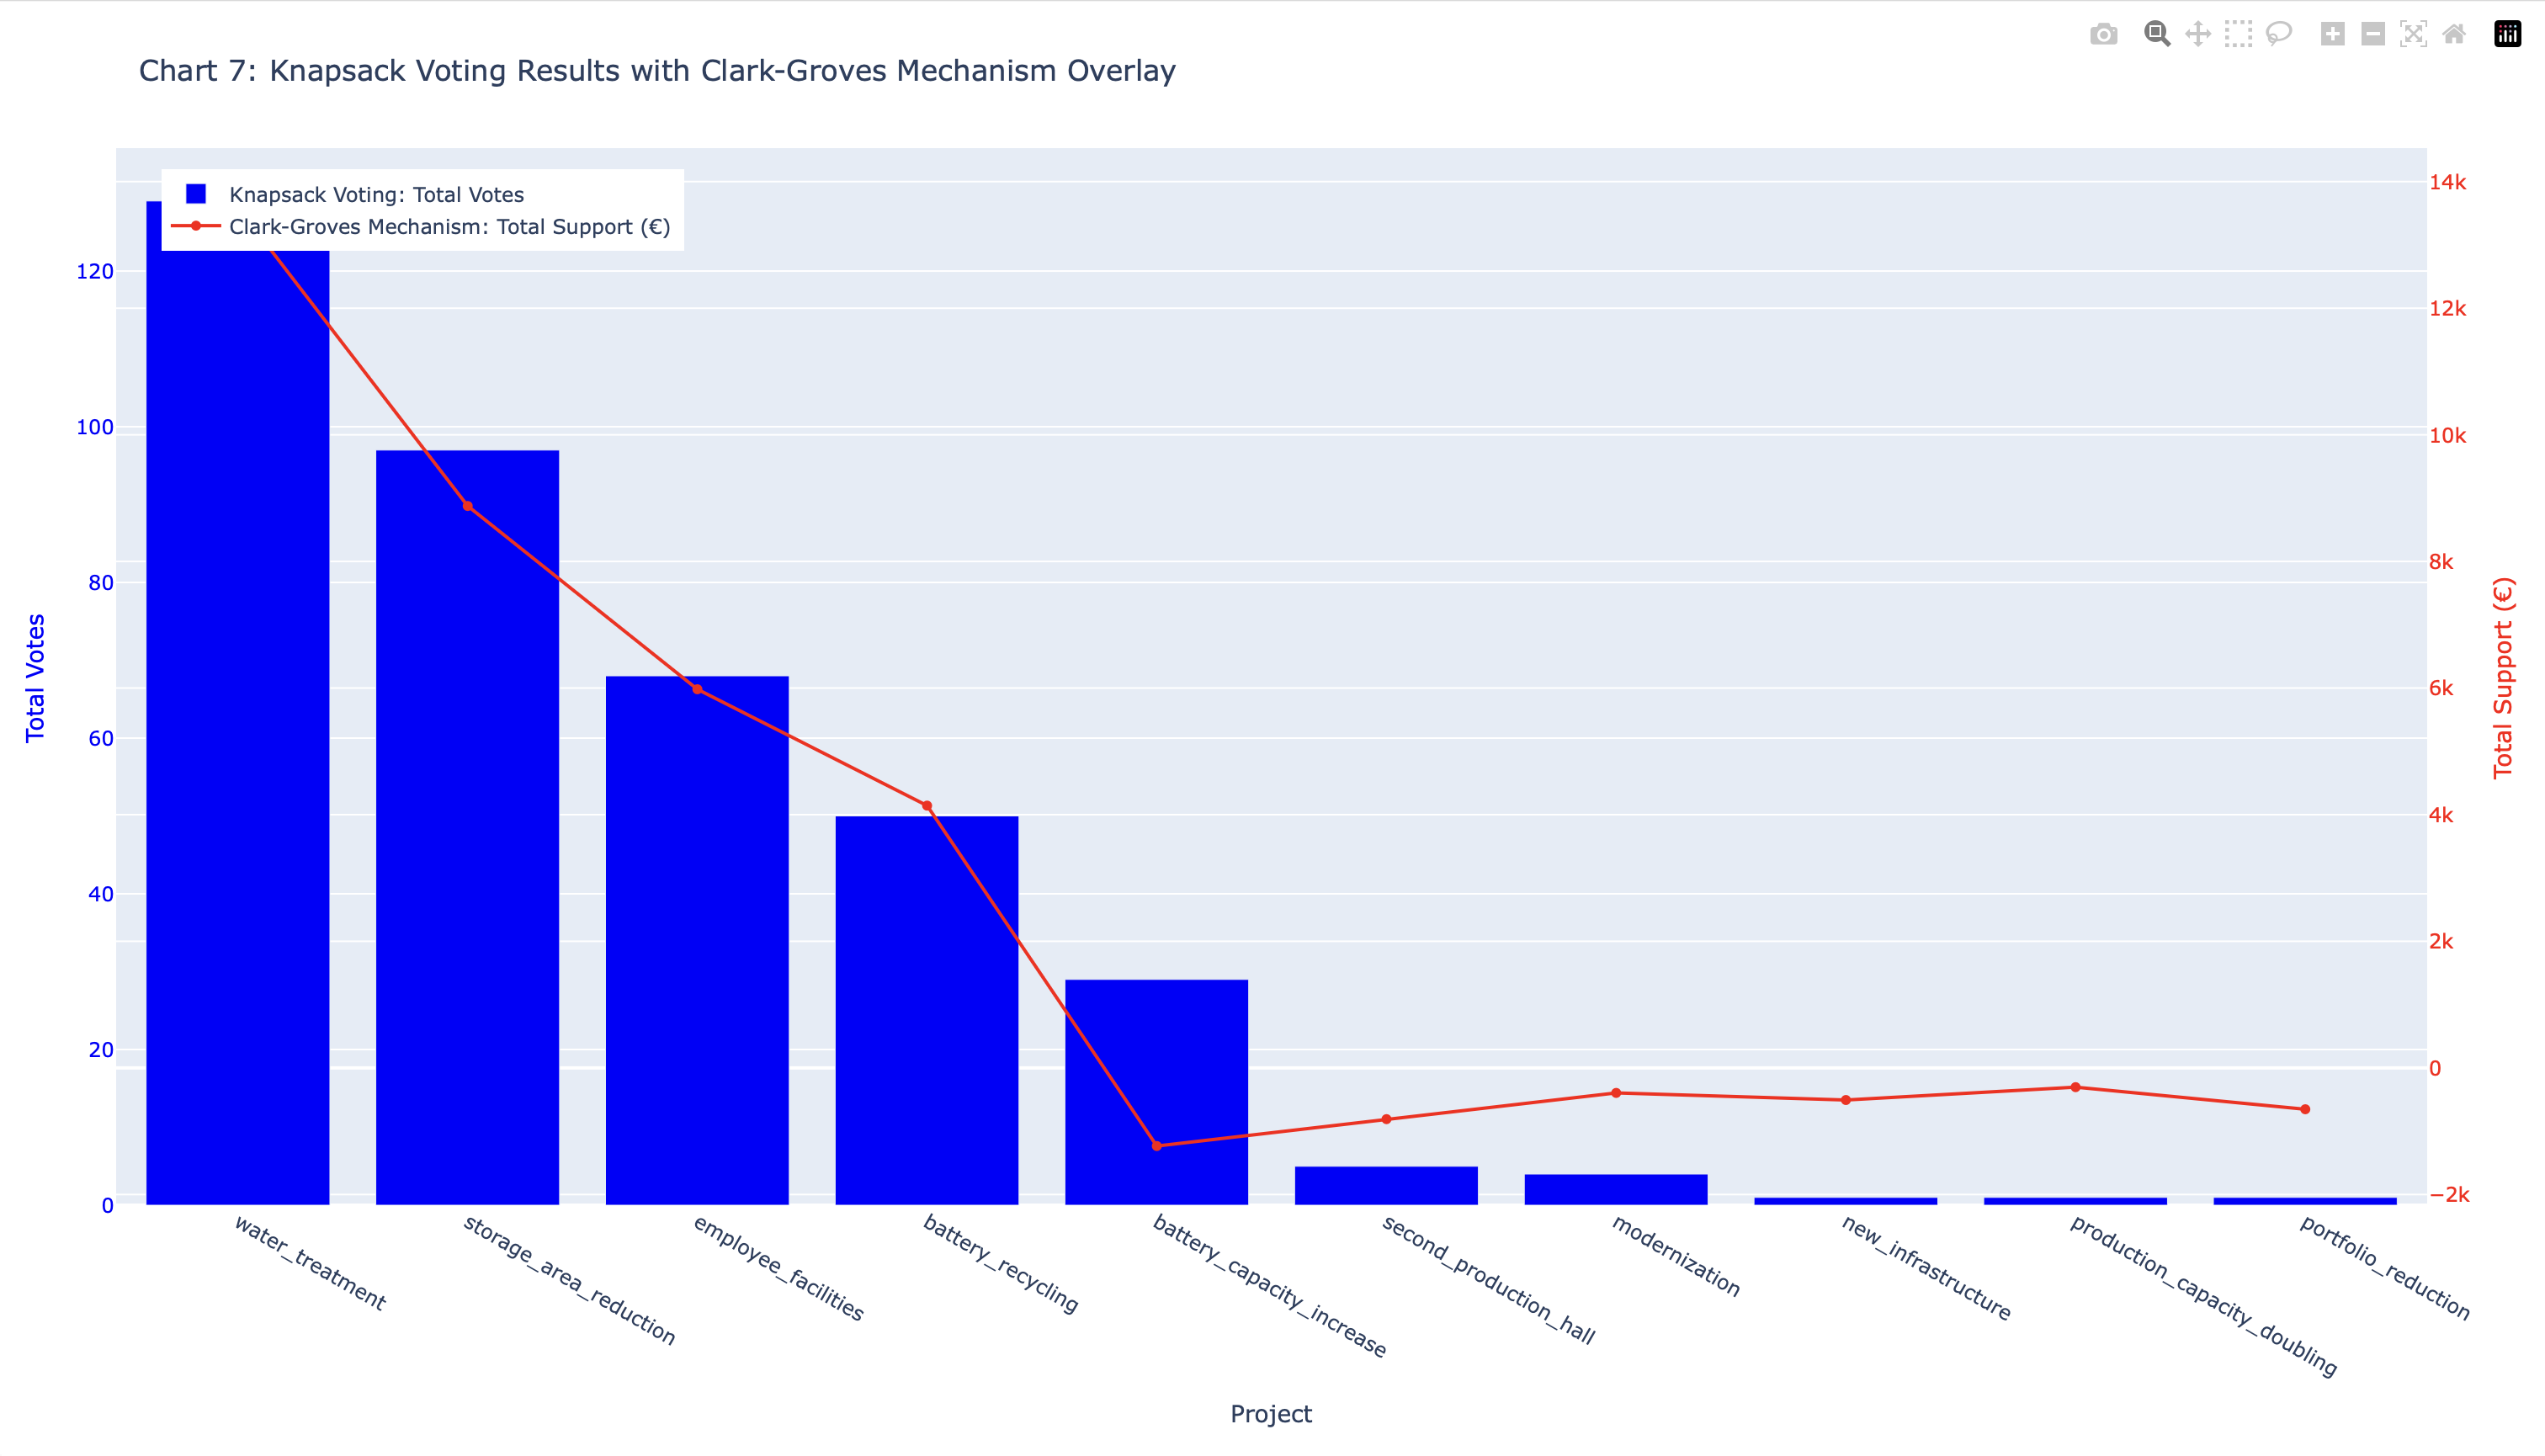 Chart 7: Knapsack Voting Results with Clark-Groves Mechanism Overlay
Knapsack Voting: Total Votes
Clark-Groves Mechanism: Total Support (€)
Total Votes
120
100
80
60
40
20
0
14k
12k
10k
8k
6k
4k
2k
0
−2k
Total Support (€)
water_treatment
storage_area_reduction
employee_facilities
battery_recycling
battery_capacity_increase
second_production_hall
modernization
new_infrastructure
production_capacity_doubling
portfolio_reduction
Project